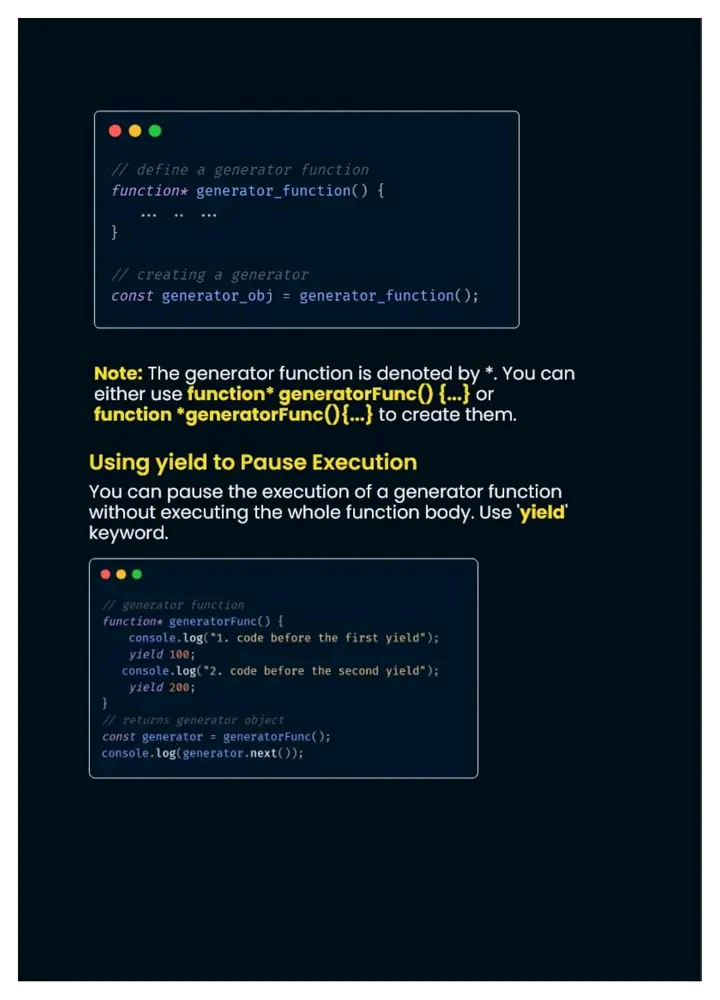 // define a generator function
function* generator_function() {
    ... .. ...
}
// creating a generator
const generator_obj = generator_function();
Note: The generator function is denoted by *. You can
either use function* generatorFunc() {...} or
function *generatorFunc(){...} to create them.
Using yield to Pause Execution
You can pause the execution of a generator function
without executing the whole function body. Use 'yield'
keyword.
// generator function
function* generatorFunc() {
    console.log("1. code before the first yield");
    yield 100;
   console.log("2. code before the second yield");
    yield 200;
}
// returns generator object
const generator = generatorFunc();
console.log(generator.next());